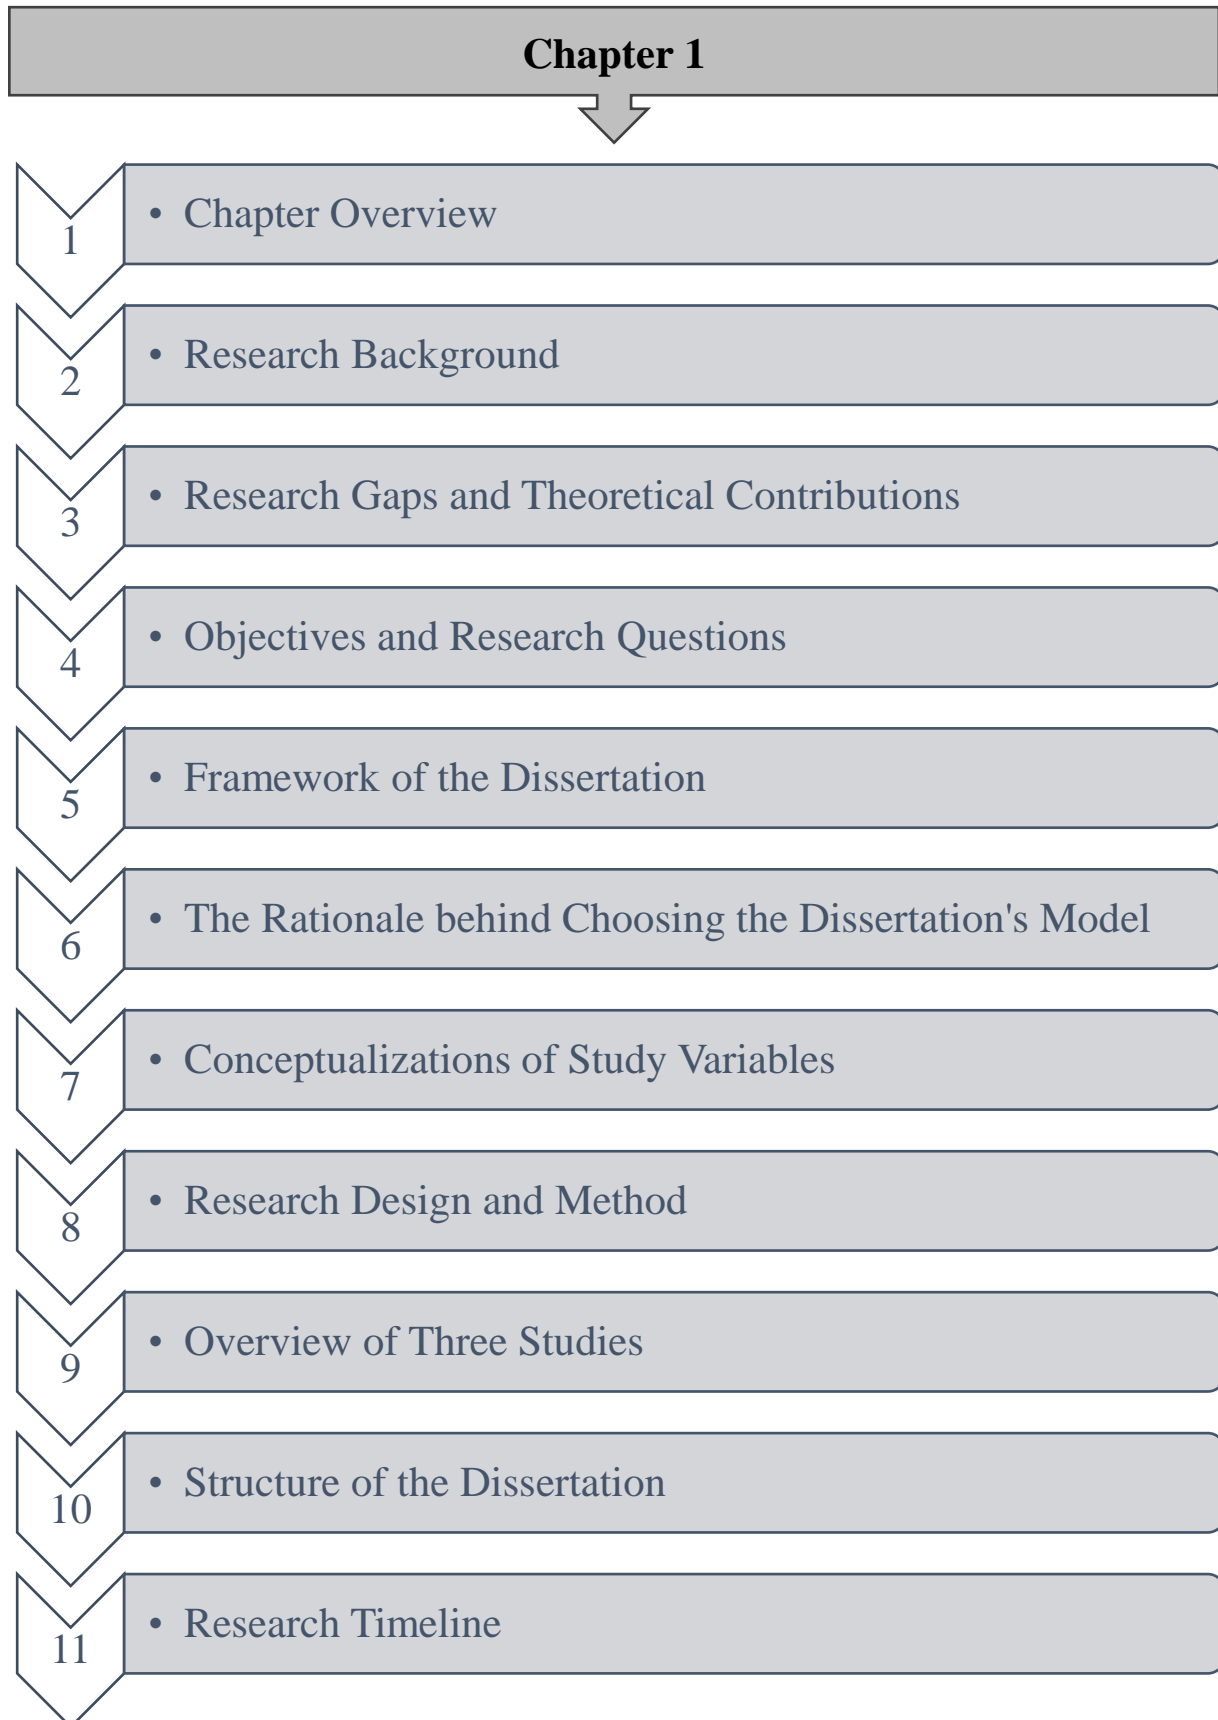 Chapter 1
1
• Chapter Overview
2
• Research Background
3
• Research Gaps and Theoretical Contributions
4
• Objectives and Research Questions
5
• Framework of the Dissertation
6
• The Rationale behind Choosing the Dissertation's Model
7
• Conceptualizations of Study Variables
8
• Research Design and Method
9
• Overview of Three Studies
10
• Structure of the Dissertation
11
• Research Timeline